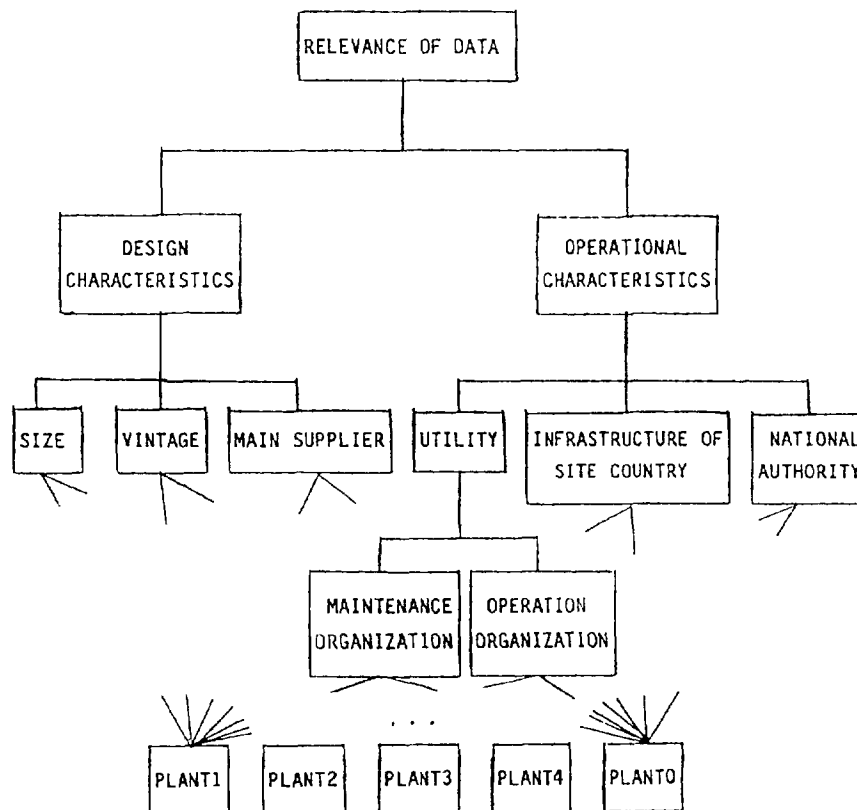 RELEVANCE OF DATA
DESIGN
CHARACTERISTICS
OPERATIONAL
CHARACTERISTICS
SIZE
VINTAGE
MAIN SUPPLIER
UTILITY
INFRASTRUCTURE OF
SITE COUNTRY
NATIONAL
AUTHORITY
MAINTENANCE
ORGANIZATION
OPERATION
ORGANIZATION
...
PLANT1
PLANT2
PLANT3
PLANT4
PLANT0